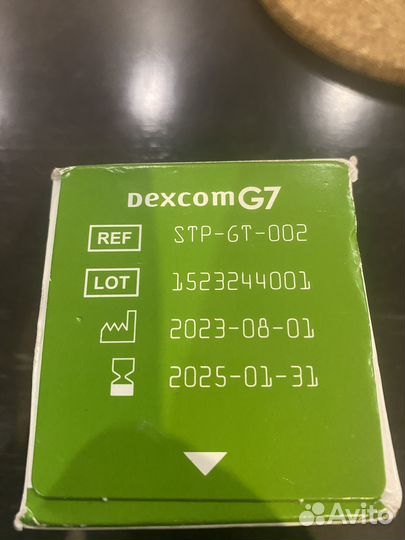 Dexcom G7
REF STP-GT-002
LOT 1523244001
2023-08-01
2025-01-31
Avito